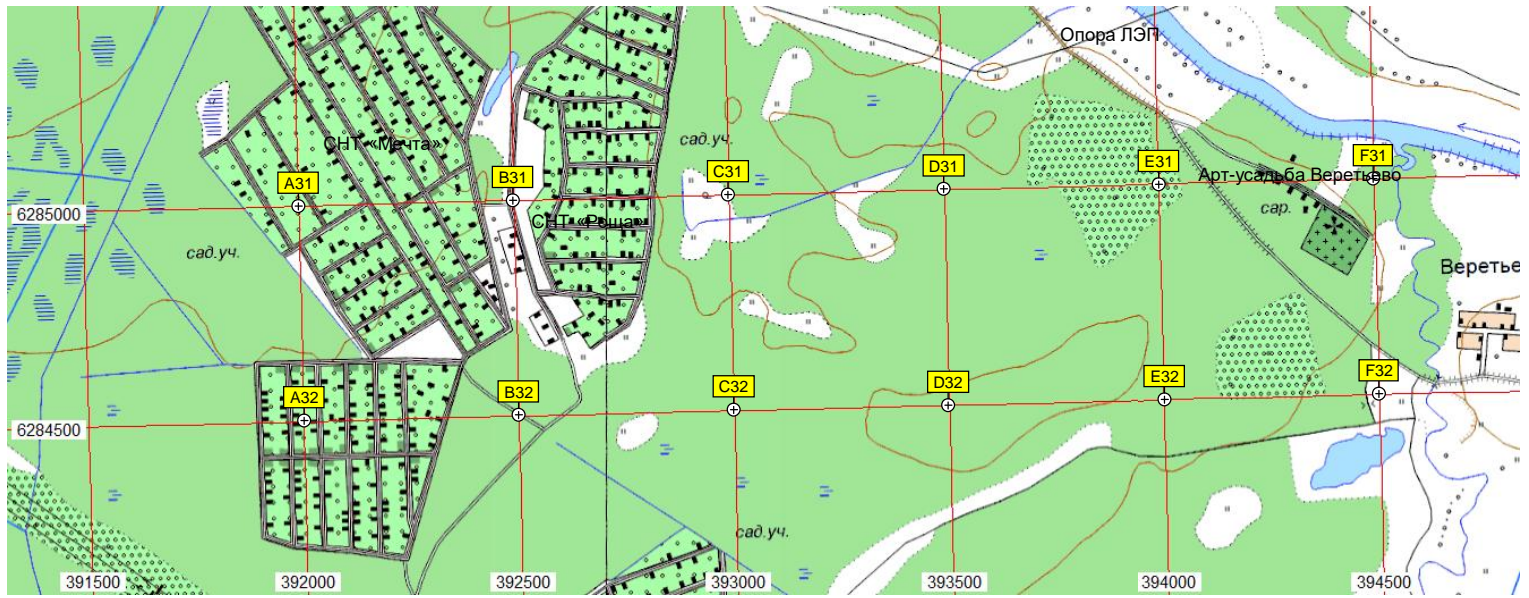 Опора ЛЭП
СНТ «Мечта»
сад.уч.
F31
E31
D31
C31
B31
A31
Арт-усадьба Веретьево
сар.
6285000
СНТ «Роща»
сад.уч.
Веретье
F32
E32
D32
C32
B32
A32
6284500
сад.уч.
391500
392000
392500
393000
393500
394000
394500